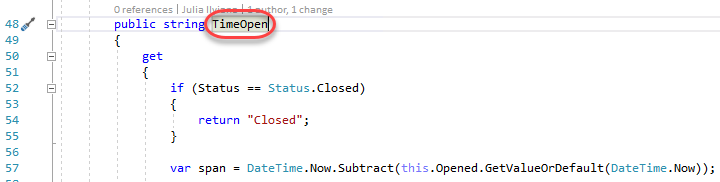 0 references | Julia Ilyiana | 1 author, 1 change
48 public string TimeOpen
49 {
50 get
51 {
52 if (Status == Status.Closed)
53 {
54 return "Closed";
55 }
56
57 var span = DateTime.Now.Subtract(this.Opened.GetValueOrDefault(DateTime.Now));